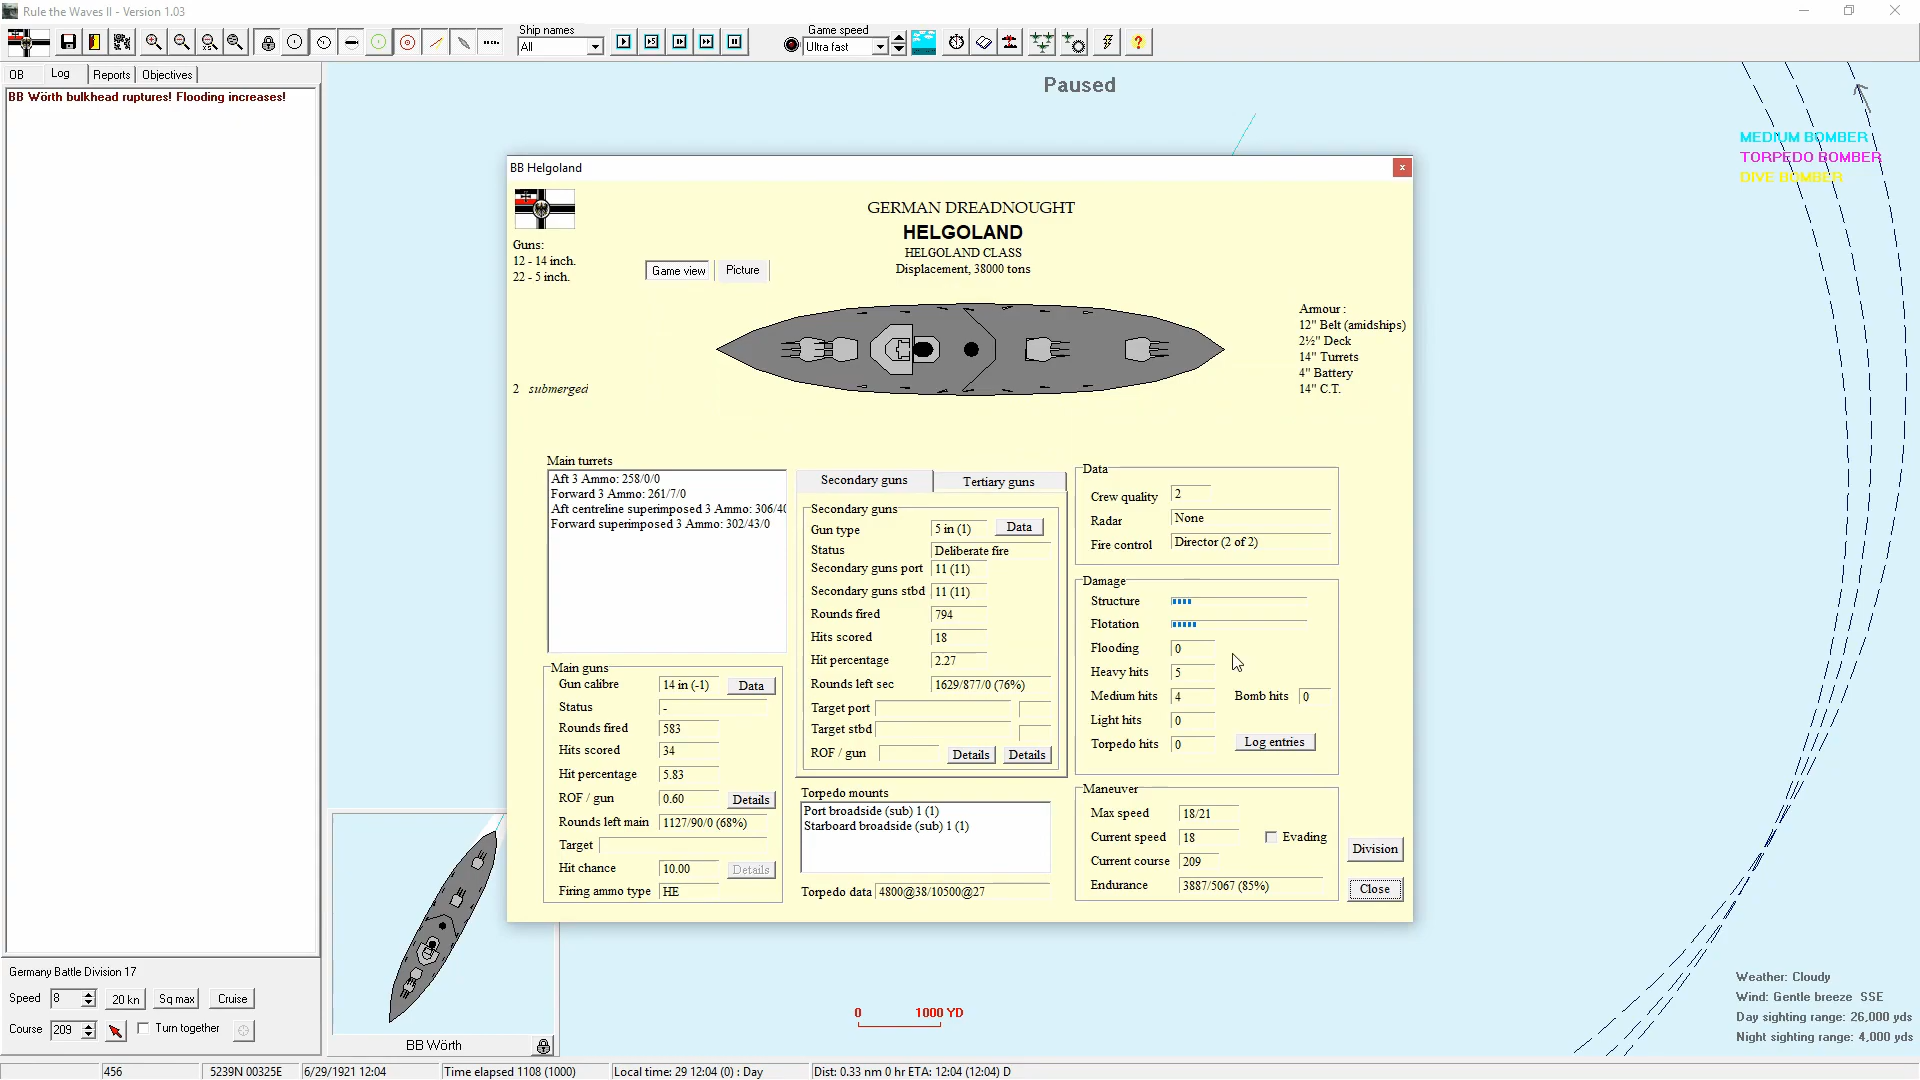 Rule the Waves II - Version 1.03
Ship names
All
Game speed
Ultra fast
OB Log Reports Objectives
BB Wörth bulkhead ruptures! Flooding increases!
Paused
MEDIUM BOMBER
TORPEDO BOMBER
DIVE BOMBER
BB Helgoland
GERMAN DREADNOUGHT
HELGOLAND
HELGOLAND CLASS
Displacement, 38000 tons
Guns:
12 - 14 inch.
22 - 5 inch.
Game view Picture
2 submerged
Armour :
12" Belt (amidships)
2½" Deck
14" Turrets
4" Battery
14" C.T.
Main turrets
Aft 3 Ammo: 258/0/0
Forward 3 Ammo: 261/7/0
Aft centreline superimposed 3 Ammo: 306/40
Forward superimposed 3 Ammo: 302/43/0
Main guns
Gun calibre 14 in (-1) Data
Status -
Rounds fired 583
Hits scored 34
Hit percentage 5.83
ROF / gun 0.60 Details
Rounds left main 1127/90/0 (68%)
Target
Hit chance 10.00 Details
Firing ammo type HE
Secondary guns Tertiary guns
Secondary guns
Gun type 5 in (1) Data
Status Deliberate fire
Secondary guns port 11 (11)
Secondary guns stbd 11 (11)
Rounds fired 794
Hits scored 18
Hit percentage 2.27
Rounds left sec 1629/877/0 (76%)
Target port
Target stbd
ROF / gun Details Details
Torpedo mounts
Port broadside (sub) 1 (1)
Starboard broadside (sub) 1 (1)
Torpedo data 4800@38/10500@27
Data
Crew quality 2
Radar None
Fire control Director (2 of 2)
Damage
Structure
Flotation
Flooding 0
Heavy hits 5
Medium hits 4 Bomb hits 0
Light hits 0
Torpedo hits 0 Log entries
Maneuver
Max speed 18/21
Current speed 18 Evading
Current course 209
Endurance 3887/5067 (85%)
Division
Close
Germany Battle Division 17
Speed 8 20 kn Sq max Cruise
Course 209 Turn together
BB Wörth
0 1000 YD
Weather: Cloudy
Wind: Gentle breeze SSE
Day sighting range: 26,000 yds
Night sighting range: 4,000 yds
456 5239N 00325E 6/29/1921 12:04 Time elapsed 1108 (1000) Local time: 29 12:04 (0) : Day Dist: 0.33 nm 0 hr ETA: 12:04 (12:04) D